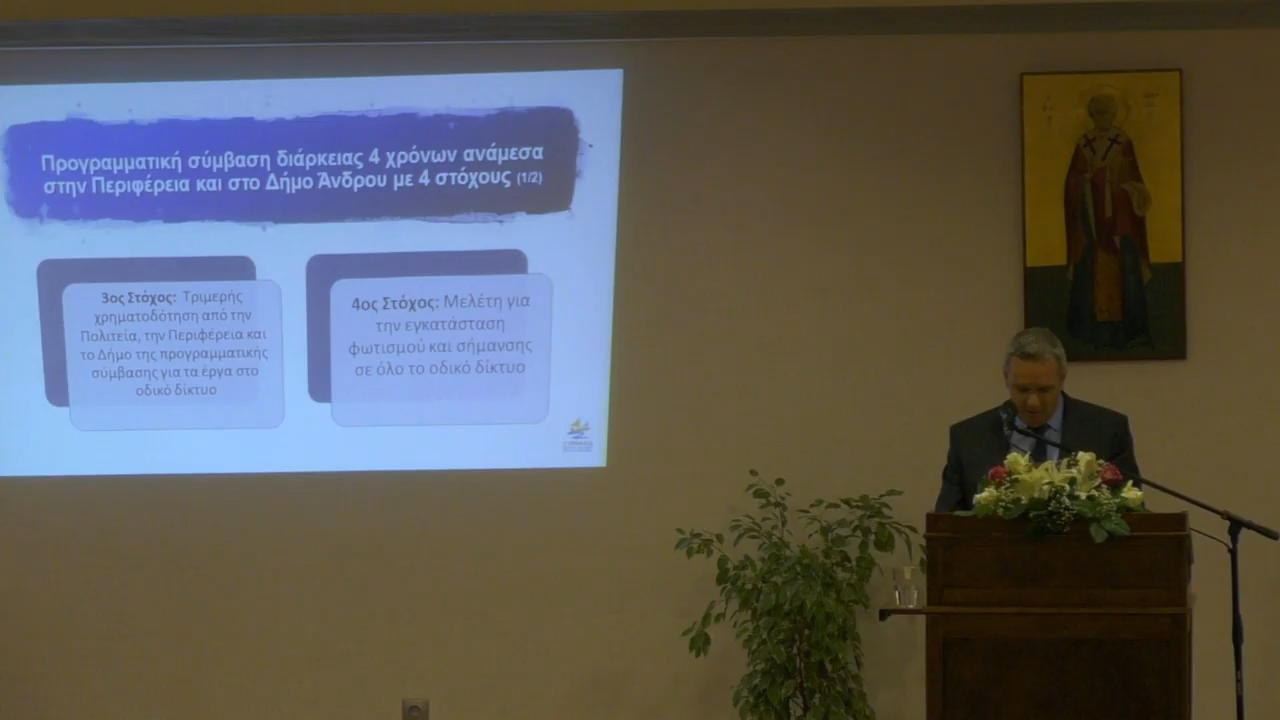 Προγραμματική σύμβαση διάρκειας 4 χρόνων ανάμεσα
στην Περιφέρεια και στο Δήμο Άνδρου με 4 στόχους (1/2)
3ος Στόχος: Τριμερής
χρηματοδότηση από την
Πολιτεία, την Περιφέρεια και
το Δήμο της προγραμματικής
σύμβασης για τα έργα στο
οδικό δίκτυο
4ος Στόχος: Μελέτη για
την εγκατάσταση
φωτισμού και σήμανσης
σε όλο το οδικό δίκτυο